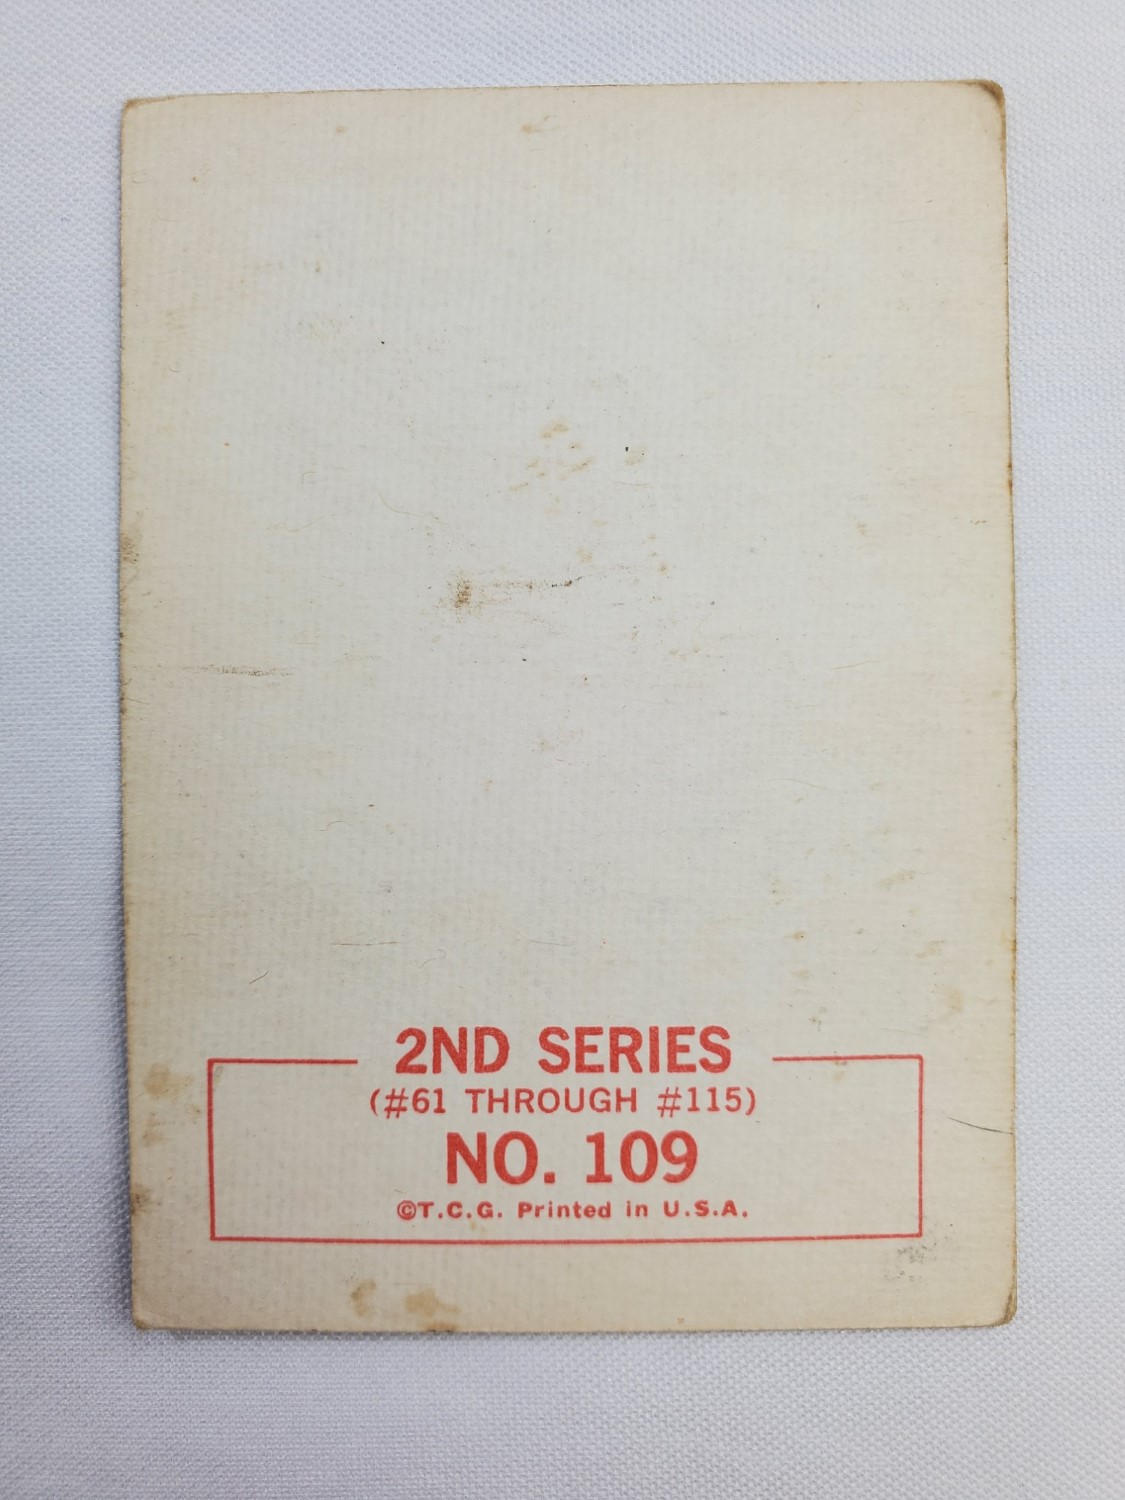 2ND SERIES
(#61 THROUGH #115)
NO. 109
©T.C.G. Printed in U.S.A.